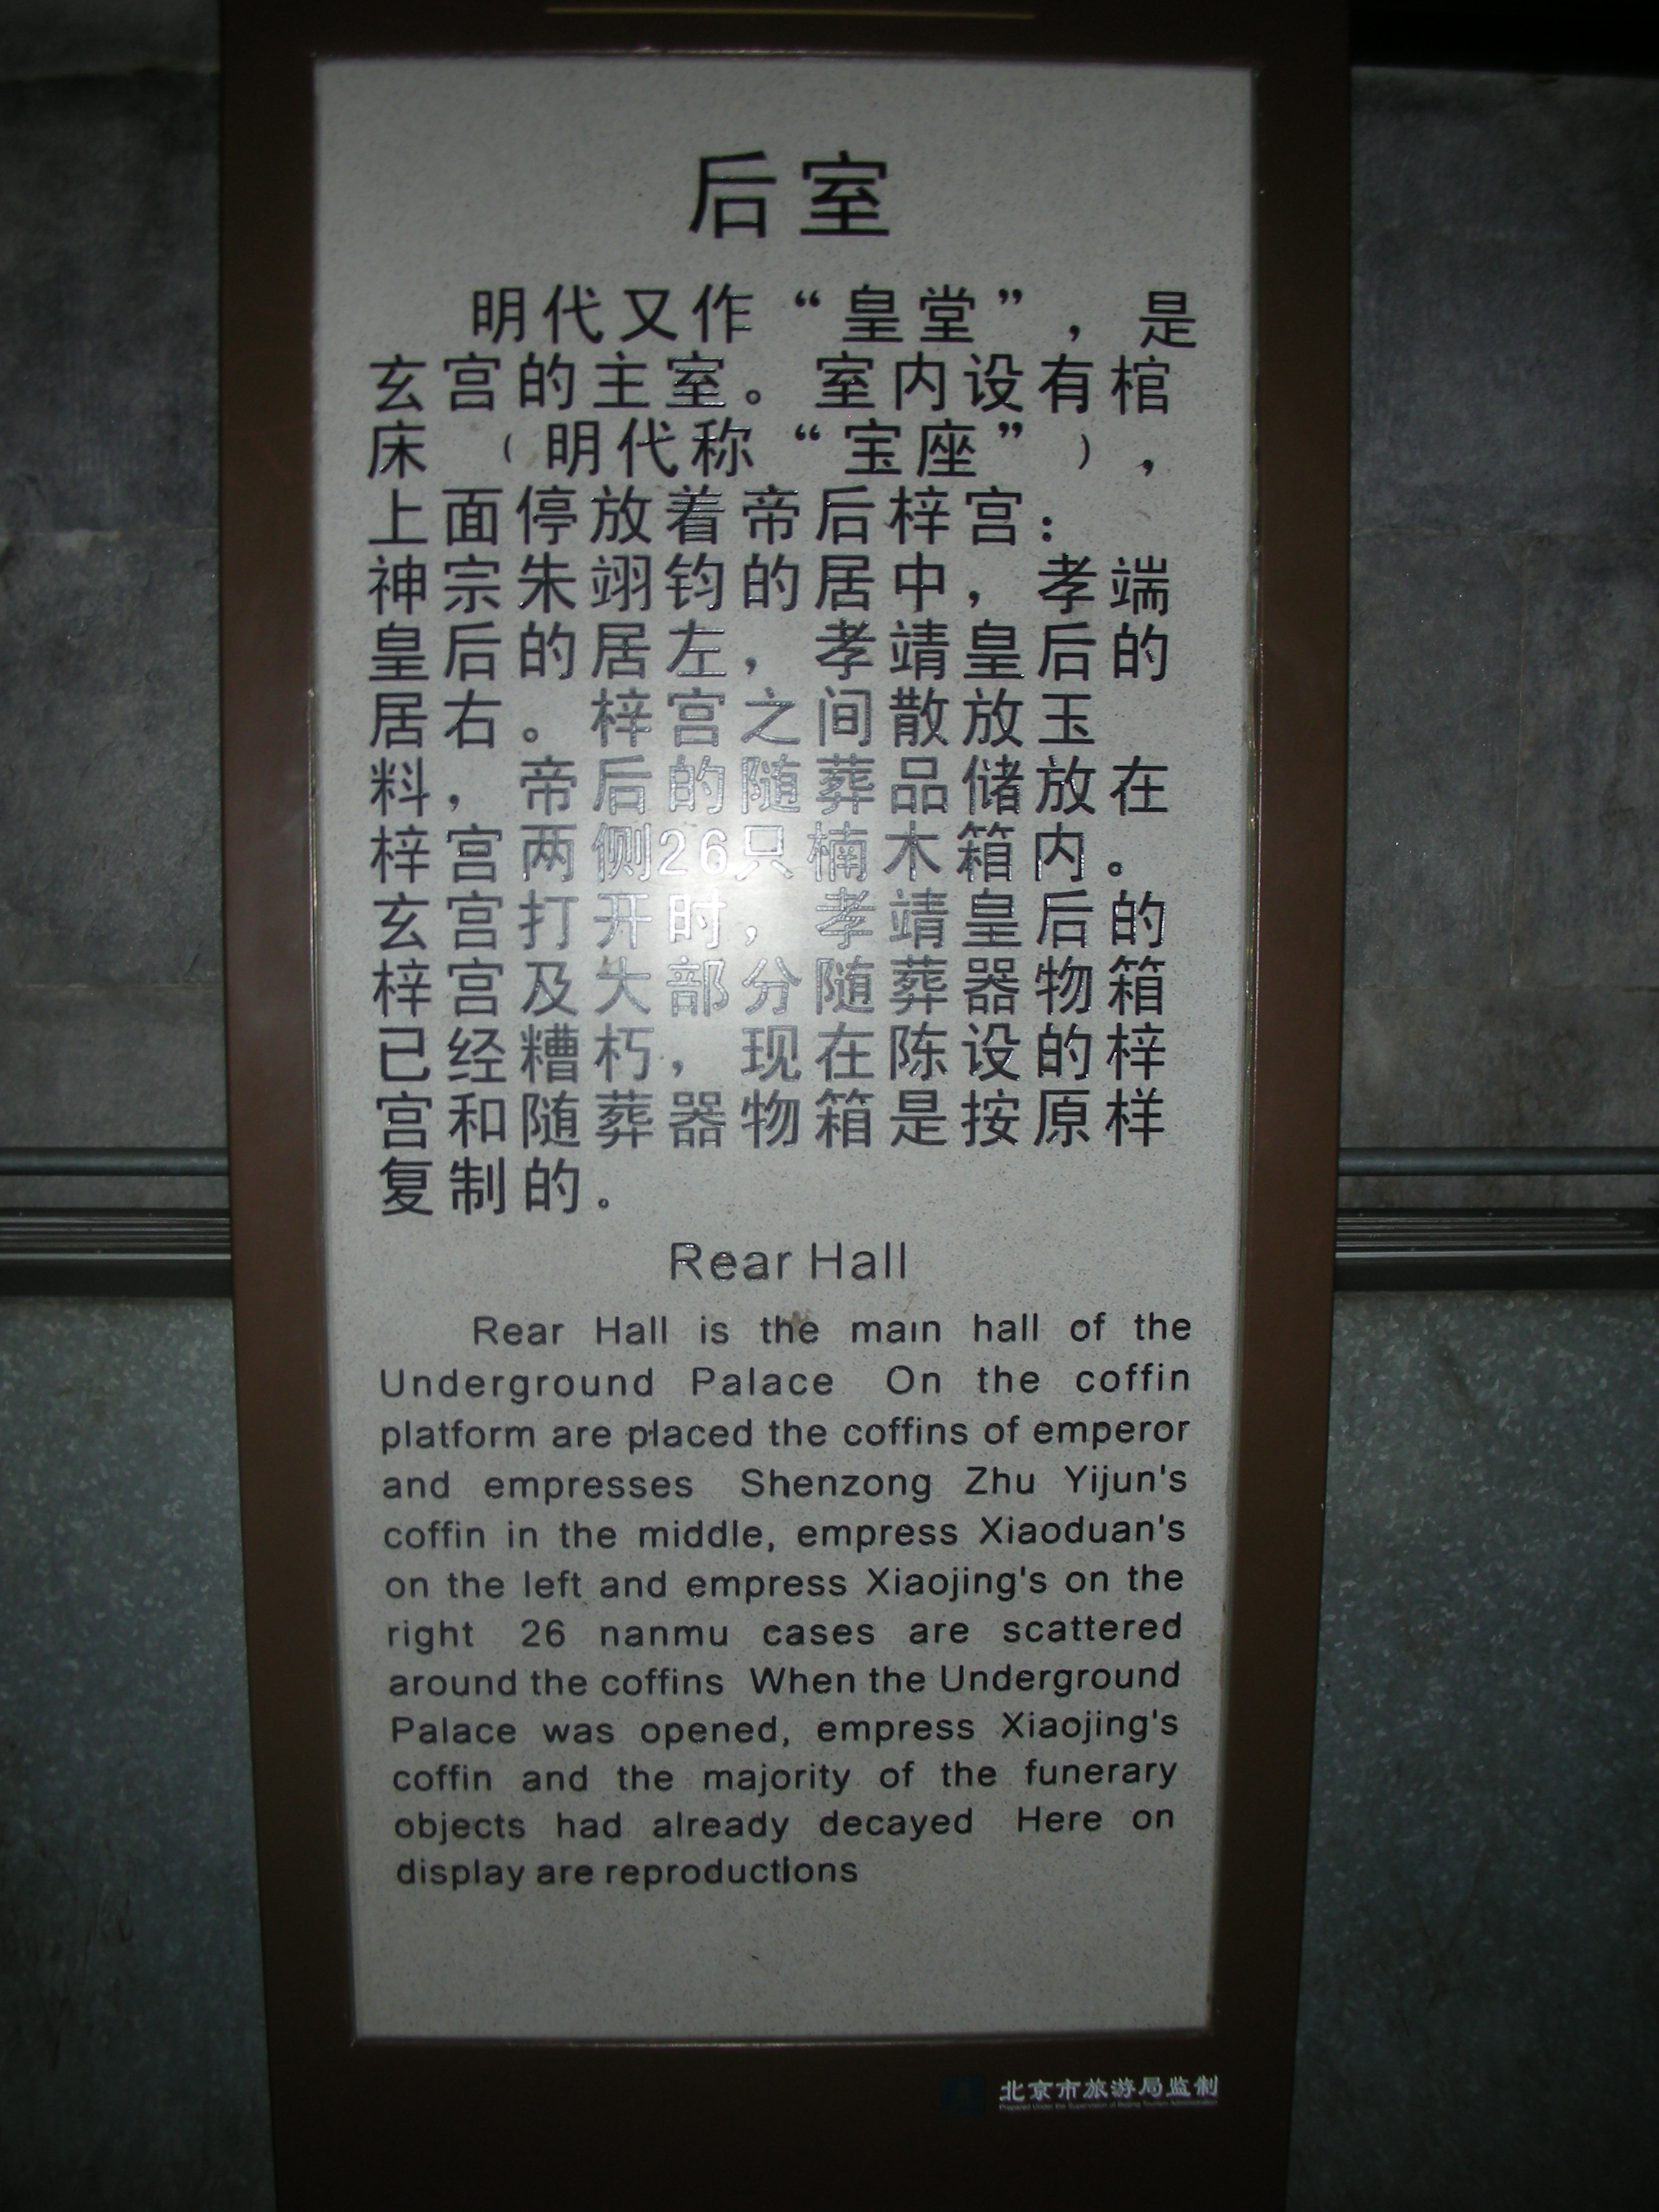 后室
明代又作“皇堂”，是
玄宫的主室。室内设有棺
床（明代称“宝座”），
上面停放着帝后梓宫：
神宗朱翊钧的居中，孝端
皇后的居左，孝靖皇后的
居右。梓宫之间散放玉
料，帝后的随葬品储放在
梓宫两侧26只楠木箱内。
玄宫打开时，孝靖皇后的
梓宫及大部分随葬器物箱
已经糟朽，现在陈设的梓
宫和随葬器物箱是按原样
复制的。
Rear Hall
Rear Hall is the main hall of the
Underground Palace On the coffin
platform are placed the coffins of emperor
and empresses Shenzong Zhu Yijun's
coffin in the middle, empress Xiaoduan's
on the left and empress Xiaojing's on the
right 26 nanmu cases are scattered
around the coffins When the Underground
Palace was opened, empress Xiaojing's
coffin and the majority of the funerary
objects had already decayed Here on
display are reproductions
北京市旅游局监制
Prepared Under the Supervision of Beijing Tourism Administration